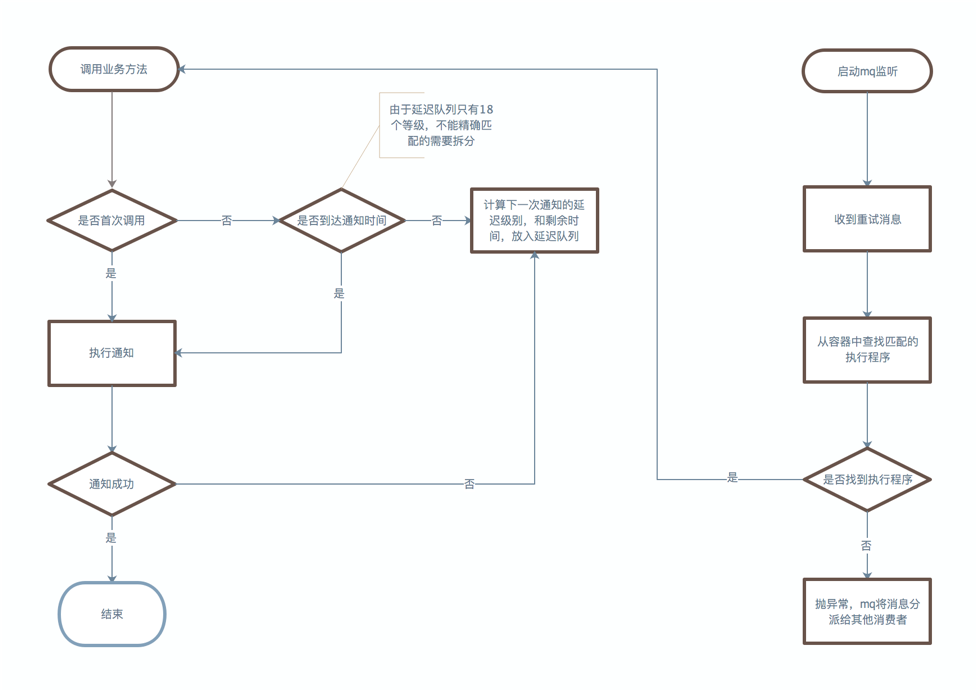 调用业务方法
启动mq监听
由于延迟队列只有18
个等级，不能精确匹
配的需要拆分
是否首次调用
否
是否到达通知时间
否
计算下一次通知的延
迟级别，和剩余时
间，放入延迟队列
收到重试消息
是
是
执行通知
从容器中查找匹配的
执行程序
通知成功
否
是
是否找到执行程序
是
否
结束
抛异常，mq将消息分
派给其他消费者